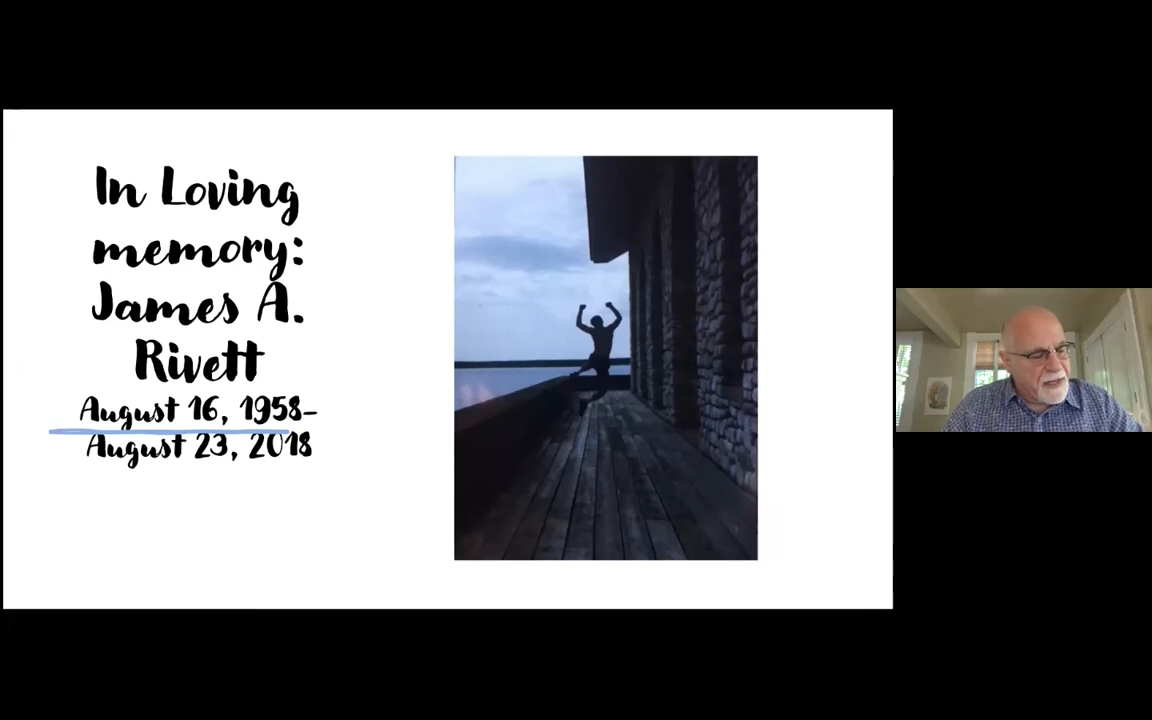 In Loving
memory:
James A.
Rivett
August 16, 1958-
August 23, 2018